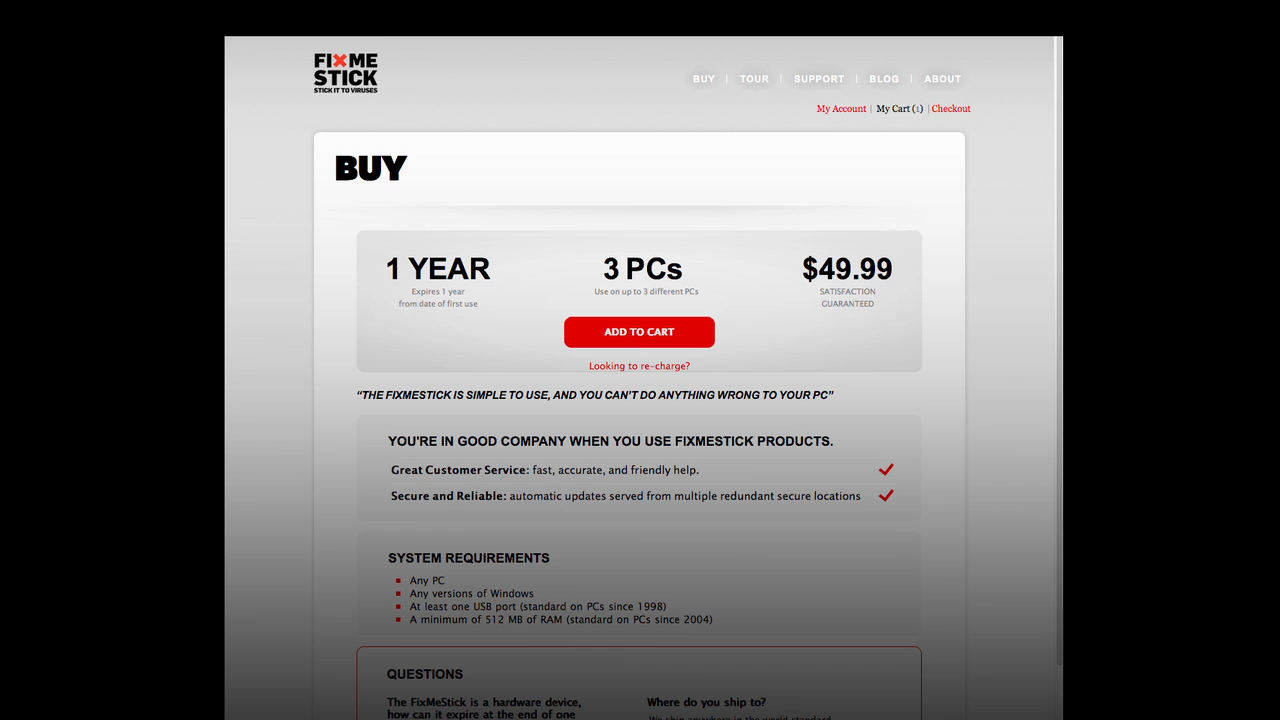 FIXME
STICK
STICK IT TO VIRUSES
BUY | TOUR | SUPPORT | BLOG | ABOUT
My Account | My Cart (1) | Checkout
BUY
1 YEAR
Expires 1 year
from date of first use
3 PCs
Use on up to 3 different PCs
$49.99
SATISFACTION
GUARANTEED
ADD TO CART
Looking to re-charge?
“THE FIXMESTICK IS SIMPLE TO USE, AND YOU CAN’T DO ANYTHING WRONG TO YOUR PC”
YOU'RE IN GOOD COMPANY WHEN YOU USE FIXMESTICK PRODUCTS.
Great Customer Service: fast, accurate, and friendly help.
Secure and Reliable: automatic updates served from multiple redundant secure locations
SYSTEM REQUIREMENTS
Any PC
Any versions of Windows
At least one USB port (standard on PCs since 1998)
A minimum of 512 MB of RAM (standard on PCs since 2004)
QUESTIONS
The FixMeStick is a hardware device,
how can it expire at the end of one
Where do you ship to?
We ship anywhere in the world standard